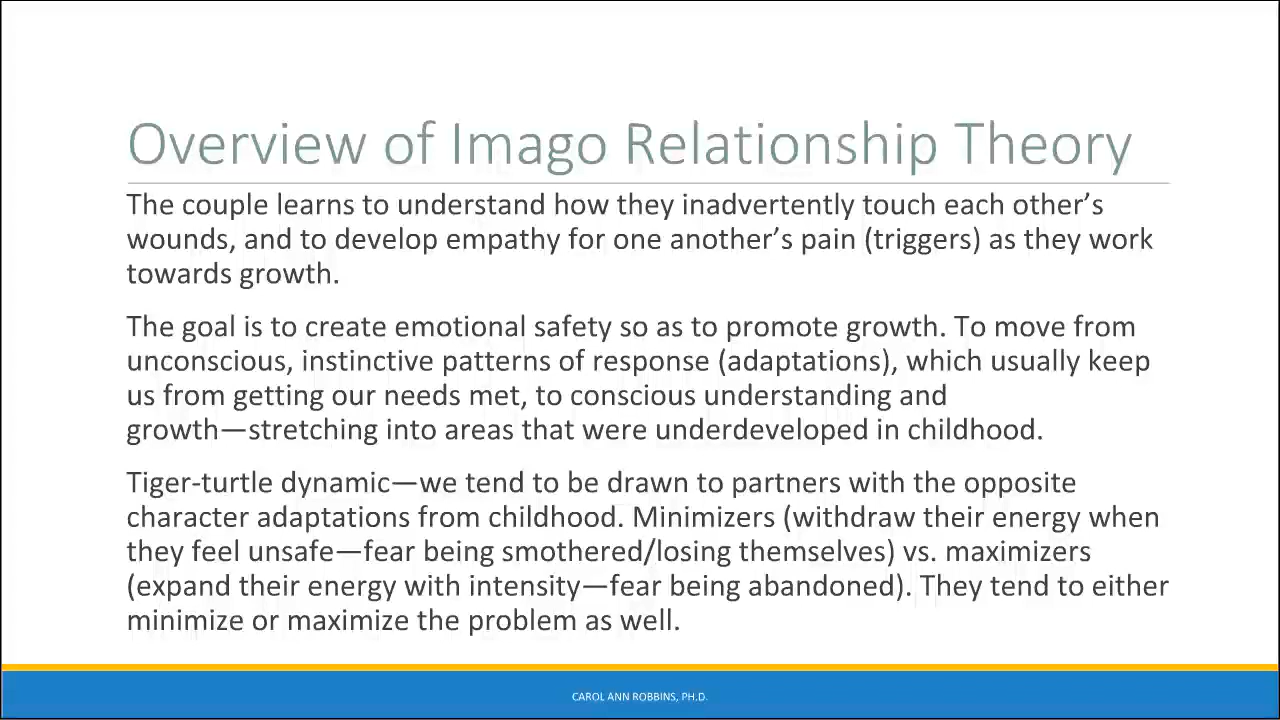 Overview of Imago Relationship Theory
The couple learns to understand how they inadvertently touch each other’s
wounds, and to develop empathy for one another’s pain (triggers) as they work
towards growth.
The goal is to create emotional safety so as to promote growth. To move from
unconscious, instinctive patterns of response (adaptations), which usually keep
us from getting our needs met, to conscious understanding and
growth—stretching into areas that were underdeveloped in childhood.
Tiger-turtle dynamic—we tend to be drawn to partners with the opposite
character adaptations from childhood. Minimizers (withdraw their energy when
they feel unsafe—fear being smothered/losing themselves) vs. maximizers
(expand their energy with intensity—fear being abandoned). They tend to either
minimize or maximize the problem as well.
CAROL ANN ROBBINS, PH.D.